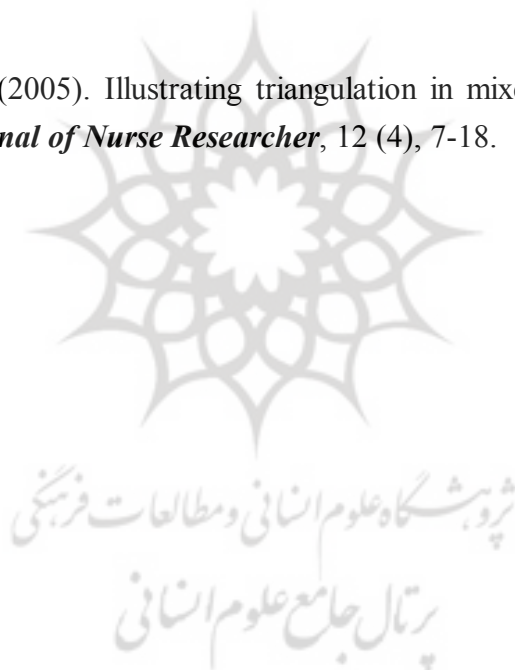 (2005). Illustrating triangulation in mix
nal of Nurse Researcher, 12 (4), 7-18.
پژوهشگاه علوم انسانی و مطالعات فرهنگی
پرتال جامع علوم انسانی